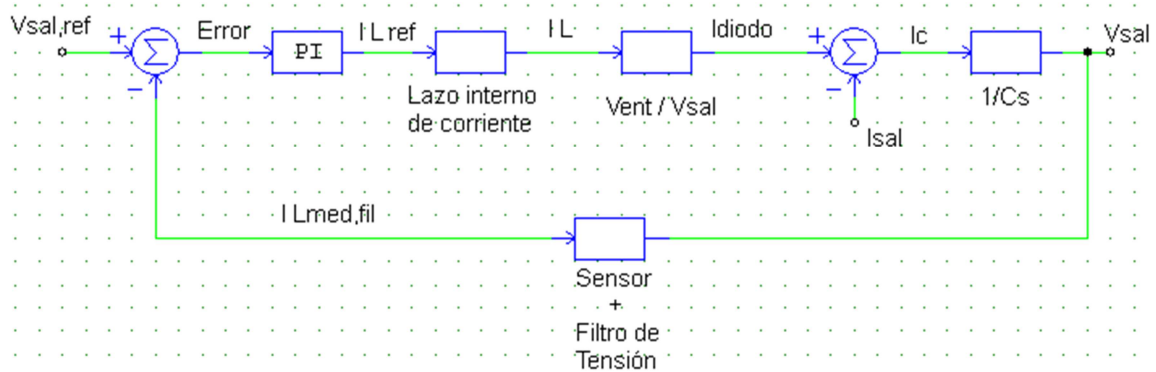 Vsal,ref
+
Σ
−
Error
PI
I L ref
Lazo interno
de corriente
I L
Vent / Vsal
Idiodo
+
Σ
−
Isal
Ic
1/Cs
Vsal
I Lmed,fil
Sensor
+
Filtro de
Tensión